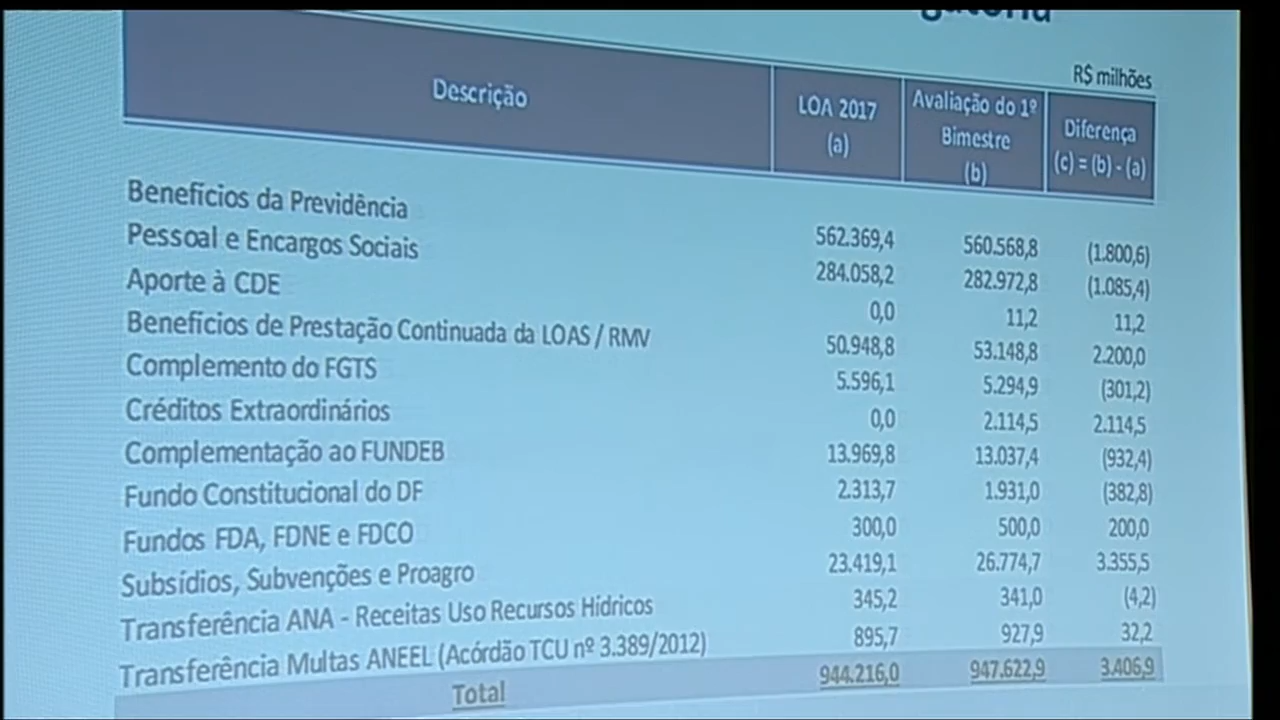 R$ milhões
Descrição LOA 2017 (a) Avaliação do 1º Bimestre (b) Diferença (c) = (b) - (a)
Benefícios da Previdência 562.369,4 560.568,8 (1.800,6)
Pessoal e Encargos Sociais 284.058,2 282.972,8 (1.085,4)
Aporte à CDE 0,0 11,2 11,2
Benefícios de Prestação Continuada da LOAS / RMV 50.948,8 53.148,8 2.200,0
Complemento do FGTS 5.596,1 5.294,9 (301,2)
Créditos Extraordinários 0,0 2.114,5 2.114,5
Complementação ao FUNDEB 13.969,8 13.037,4 (932,4)
Fundo Constitucional do DF 2.313,7 1.931,0 (382,8)
Fundos FDA, FDNE e FDCO 300,0 500,0 200,0
Subsídios, Subvenções e Proagro 23.419,1 26.774,7 3.355,5
Transferência ANA - Receitas Uso Recursos Hídricos 345,2 341,0 (4,2)
Transferência Multas ANEEL (Acórdão TCU nº 3.389/2012) 895,7 927,9 32,2
Total 944.216,0 947.622,9 3.406,9